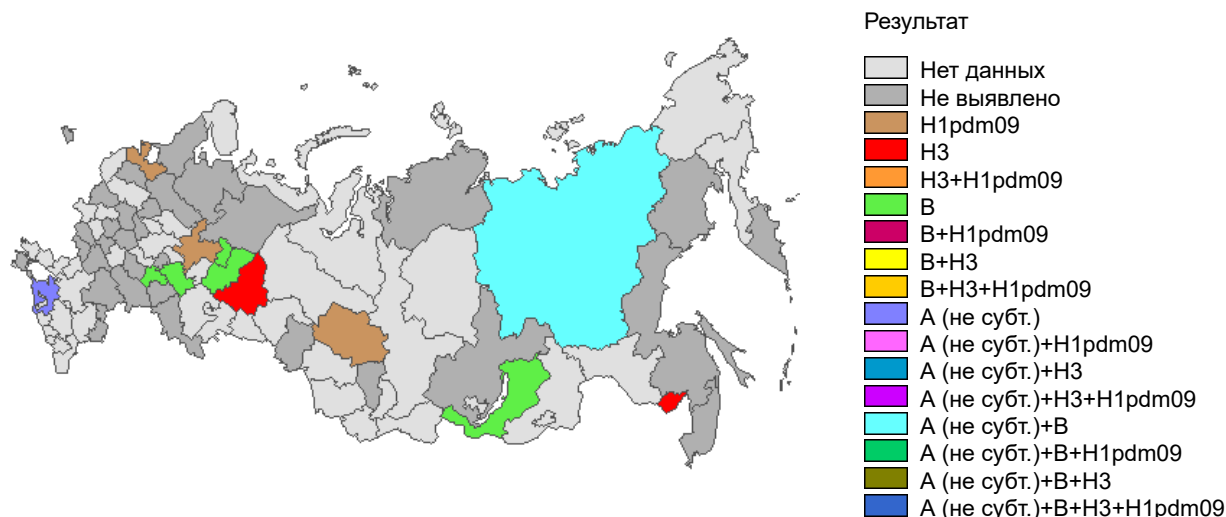 Результат
Нет данных
Не выявлено
H1pdm09
H3
H3+H1pdm09
B
B+H1pdm09
B+H3
B+H3+H1pdm09
А (не субт.)
А (не субт.)+H1pdm09
А (не субт.)+H3
А (не субт.)+H3+H1pdm09
А (не субт.)+B
А (не субт.)+B+H1pdm09
А (не субт.)+B+H3
А (не субт.)+B+H3+H1pdm09